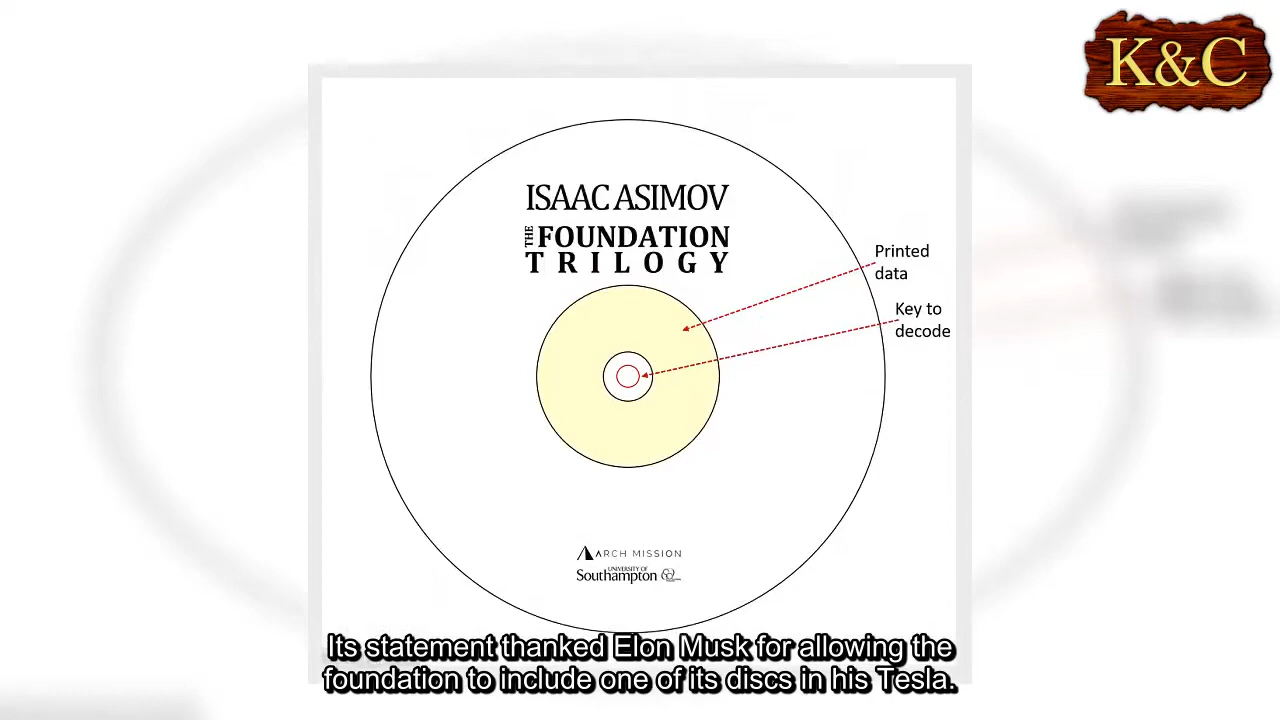 K&C
ISAAC ASIMOV
THE FOUNDATION
TRILOGY
Printed
data
Key to
decode
ARCH MISSION
UNIVERSITY OF
Southampton
Its statement thanked Elon Musk for allowing the
foundation to include one of its discs in his Tesla.